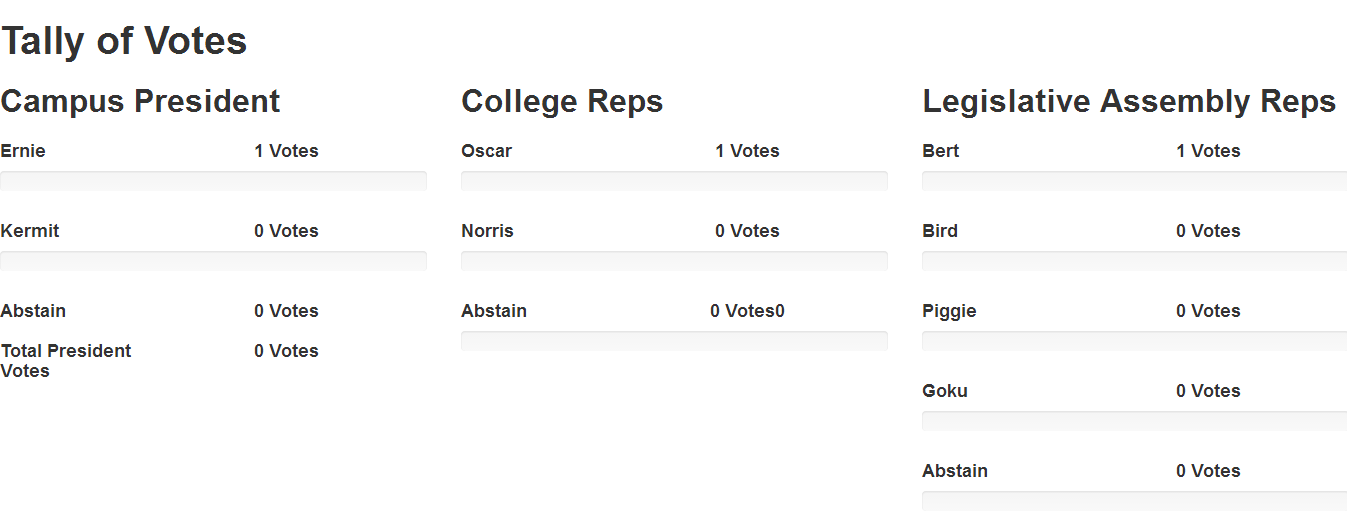 Tally of Votes
Campus President
Ernie 1 Votes
Kermit 0 Votes
Abstain 0 Votes
Total President 0 Votes
Votes
College Reps
Oscar 1 Votes
Norris 0 Votes
Abstain 0 Votes0
Legislative Assembly Reps
Bert 1 Votes
Bird 0 Votes
Piggie 0 Votes
Goku 0 Votes
Abstain 0 Votes